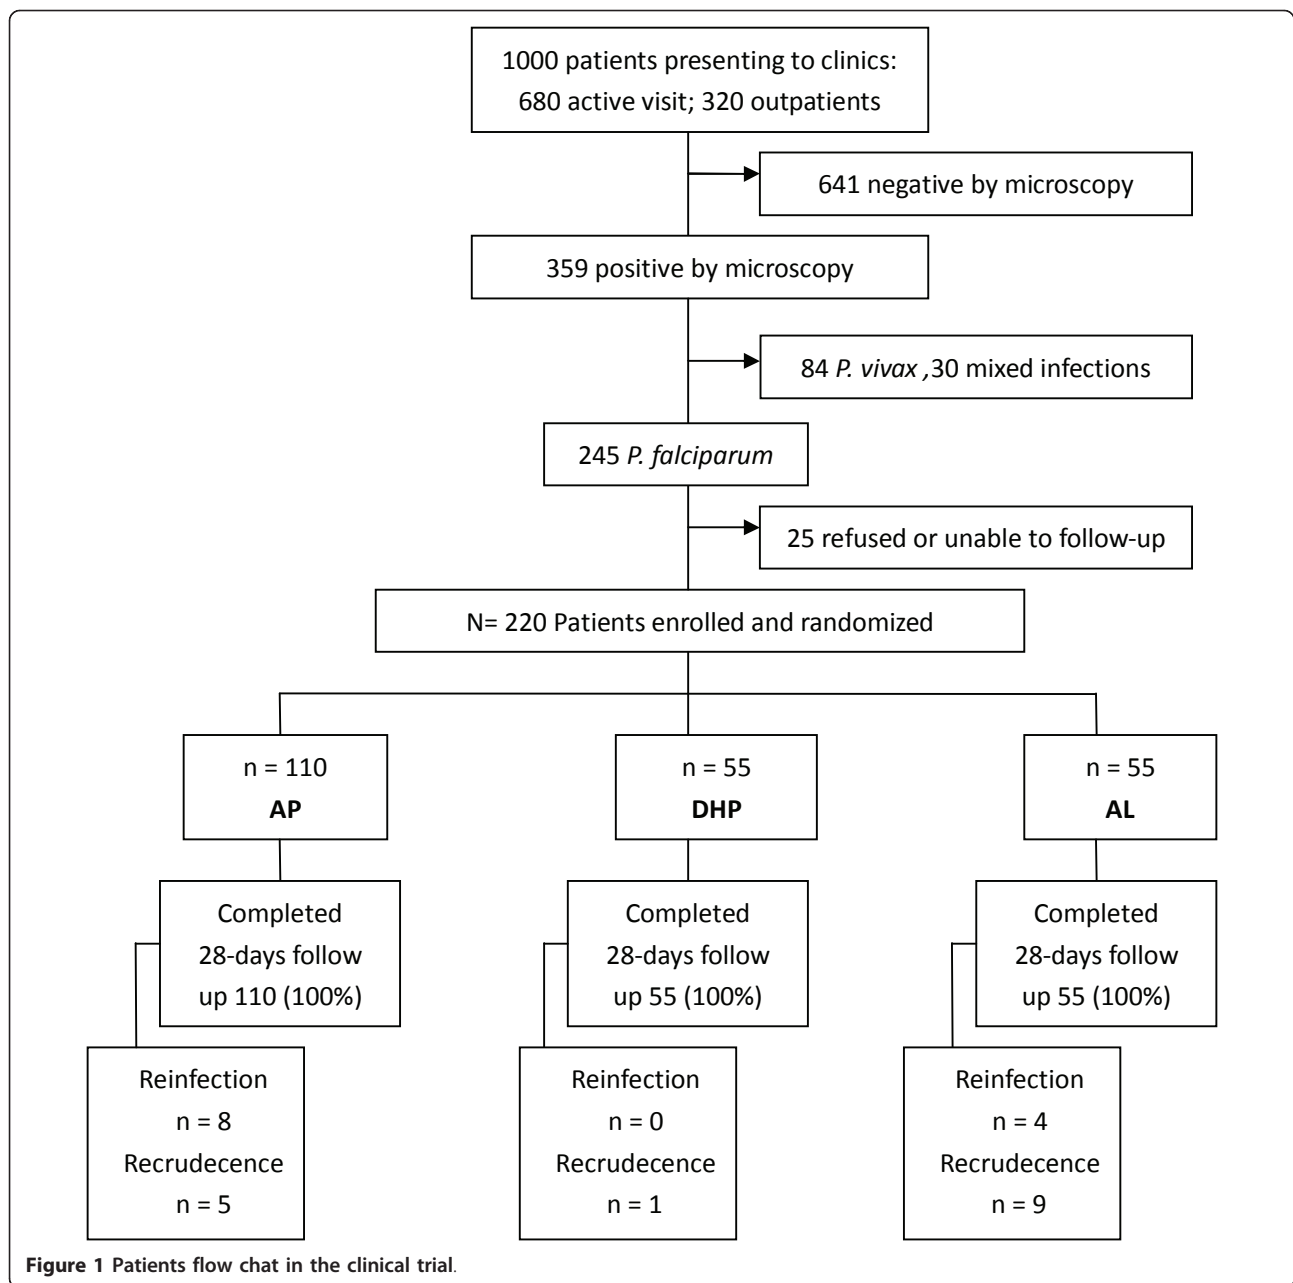 1000 patients presenting to clinics:
680 active visit; 320 outpatients
641 negative by microscopy
359 positive by microscopy
84 P. vivax ,30 mixed infections
245 P. falciparum
25 refused or unable to follow-up
N= 220 Patients enrolled and randomized
n = 110
AP
n = 55
DHP
n = 55
AL
Completed
28-days follow
up 110 (100%)
Completed
28-days follow
up 55 (100%)
Completed
28-days follow
up 55 (100%)
Reinfection
n = 8
Recrudecence
n = 5
Reinfection
n = 0
Recrudecence
n = 1
Reinfection
n = 4
Recrudecence
n = 9
Figure 1 Patients flow chat in the clinical trial.